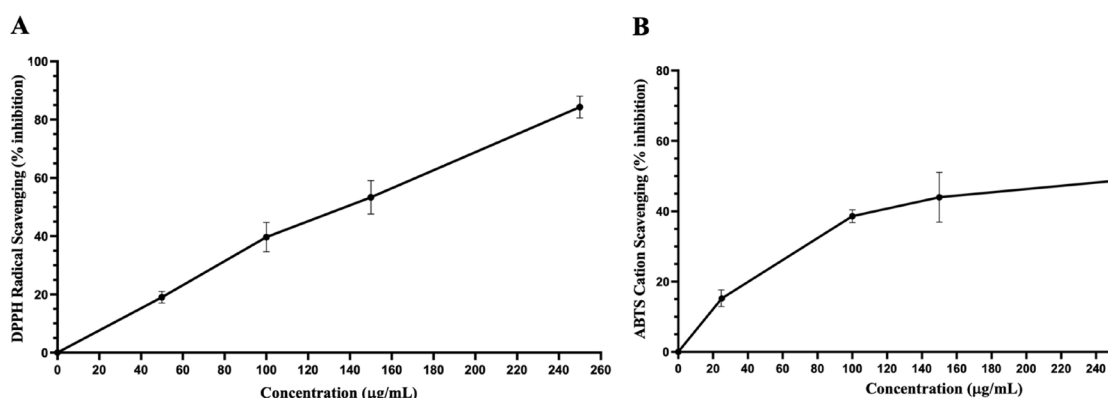 A
DPPH Radical Scavenging (% inhibition)
100
80
60
40
20
0
0 20 40 60 80 100 120 140 160 180 200 220 240 260
Concentration (μg/mL)
B
ABTS Cation Scavenging (% inhibition)
80
60
40
20
0
0 20 40 60 80 100 120 140 160 180 200 220 240
Concentration (μg/mL)